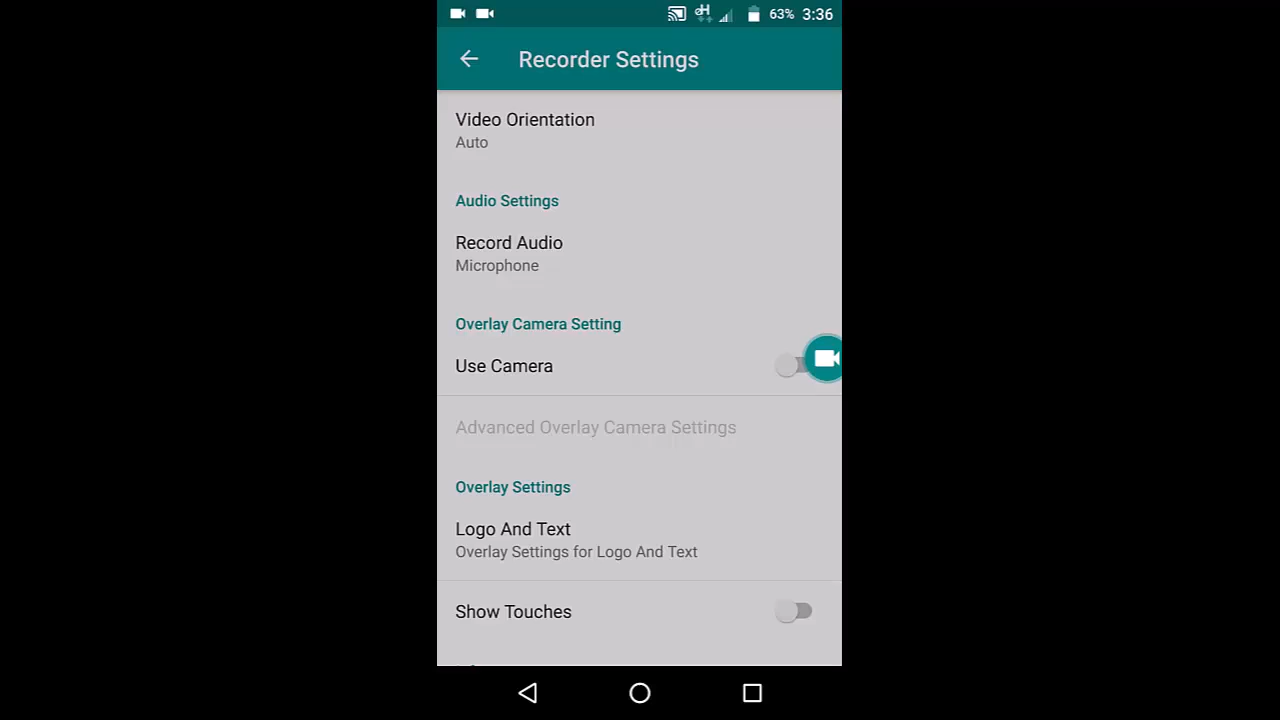 63% 3:36
Recorder Settings
Video Orientation
Auto
Audio Settings
Record Audio
Microphone
Overlay Camera Setting
Use Camera
Advanced Overlay Camera Settings
Overlay Settings
Logo And Text
Overlay Settings for Logo And Text
Show Touches